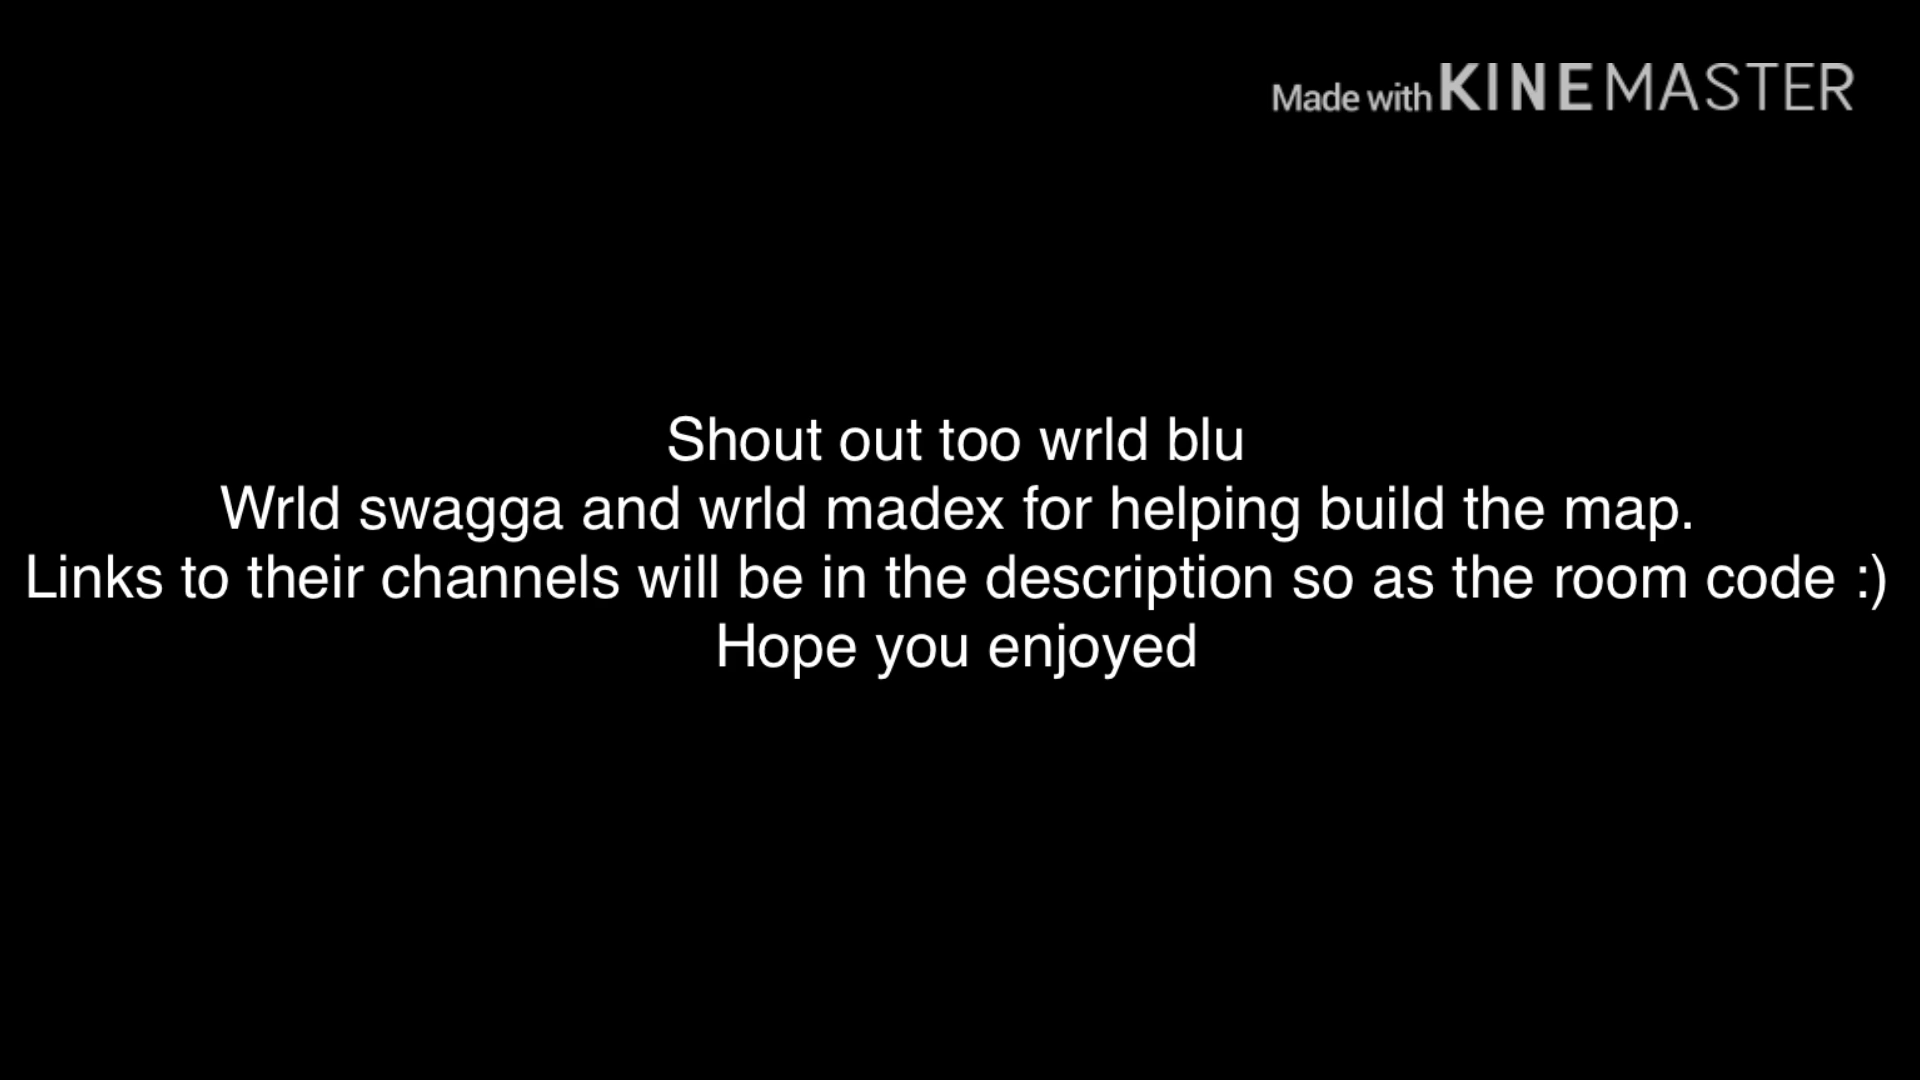 Made with KINEMASTER
Shout out too wrld blu
Wrld swagga and wrld madex for helping build the map.
Links to their channels will be in the description so as the room code :)
Hope you enjoyed